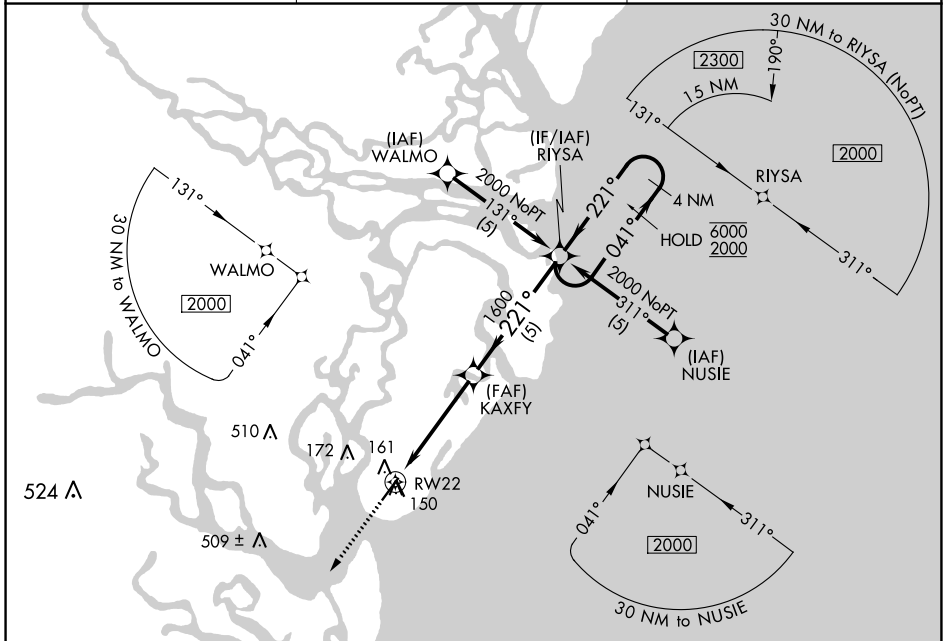 30 NM to RIYSA (NoPT)
2300
190°
15 NM
131°
2000
RIYSA
311°
(IAF)
WALMO
(IF/IAF)
RIYSA
2000 NoPT
131°
(5)
221°
041°
4 NM
HOLD
6000
2000
131°
WALMO
2000
041°
30 NM to WALMO
2000 NoPT
311°
(5)
(IAF)
NUSIE
1600
221°
(5)
(FAF)
KAXFY
510
172
161
RW22
150
524
509 ±
NUSIE
041°
311°
2000
30 NM to NUSIE